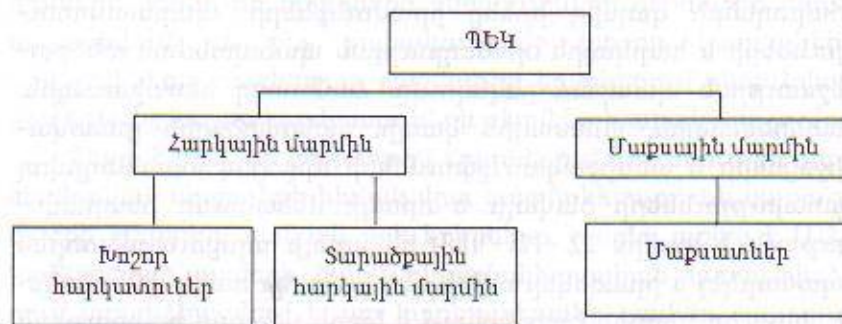 ՊԵԿ
Հարկային մարմին
Մաքսային մարմին
Խոշոր
հարկատուներ
Տարածքային
հարկային մարմին
Մաքսատներ